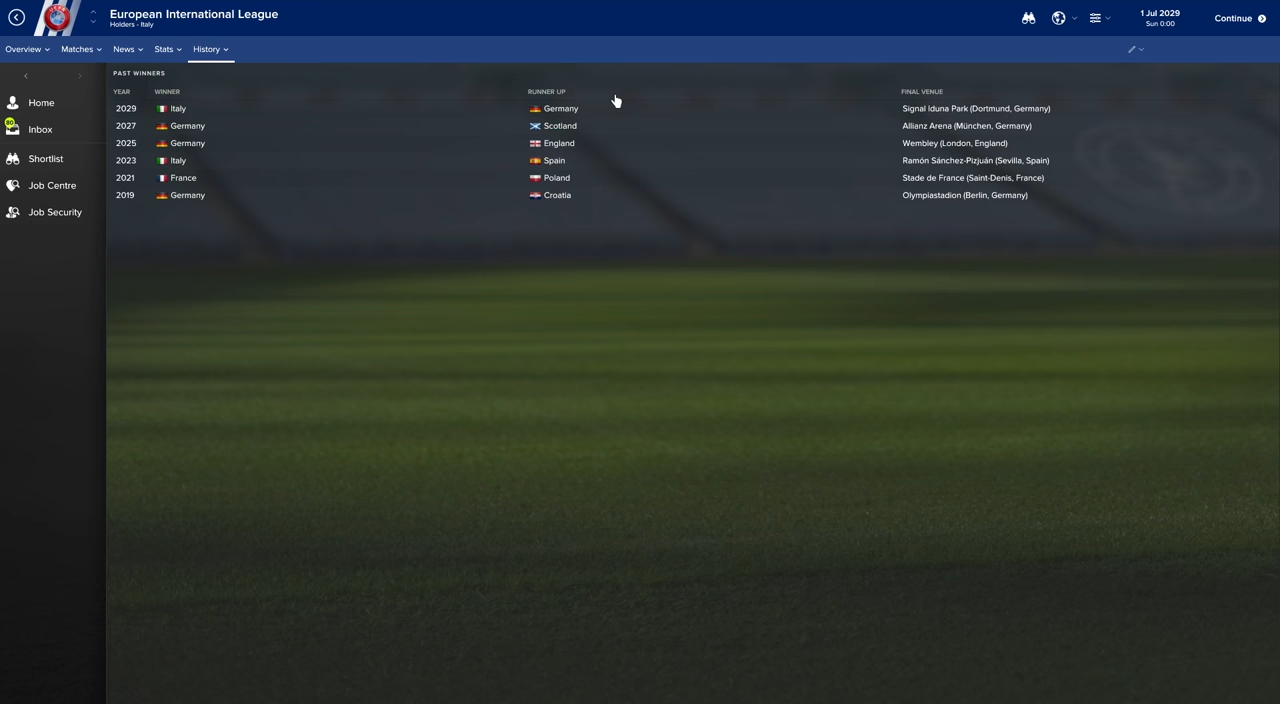 European International League
Holders - Italy
1 Jul 2029
Sun 0:00
Continue
Overview Matches News Stats History
PAST WINNERS
YEAR WINNER RUNNER UP FINAL VENUE
2029 Italy Germany Signal Iduna Park (Dortmund, Germany)
2027 Germany Scotland Allianz Arena (München, Germany)
2025 Germany England Wembley (London, England)
2023 Italy Spain Ramón Sánchez-Pizjuán (Sevilla, Spain)
2021 France Poland Stade de France (Saint-Denis, France)
2019 Germany Croatia Olympiastadion (Berlin, Germany)
Home
80
Inbox
Shortlist
Job Centre
Job Security